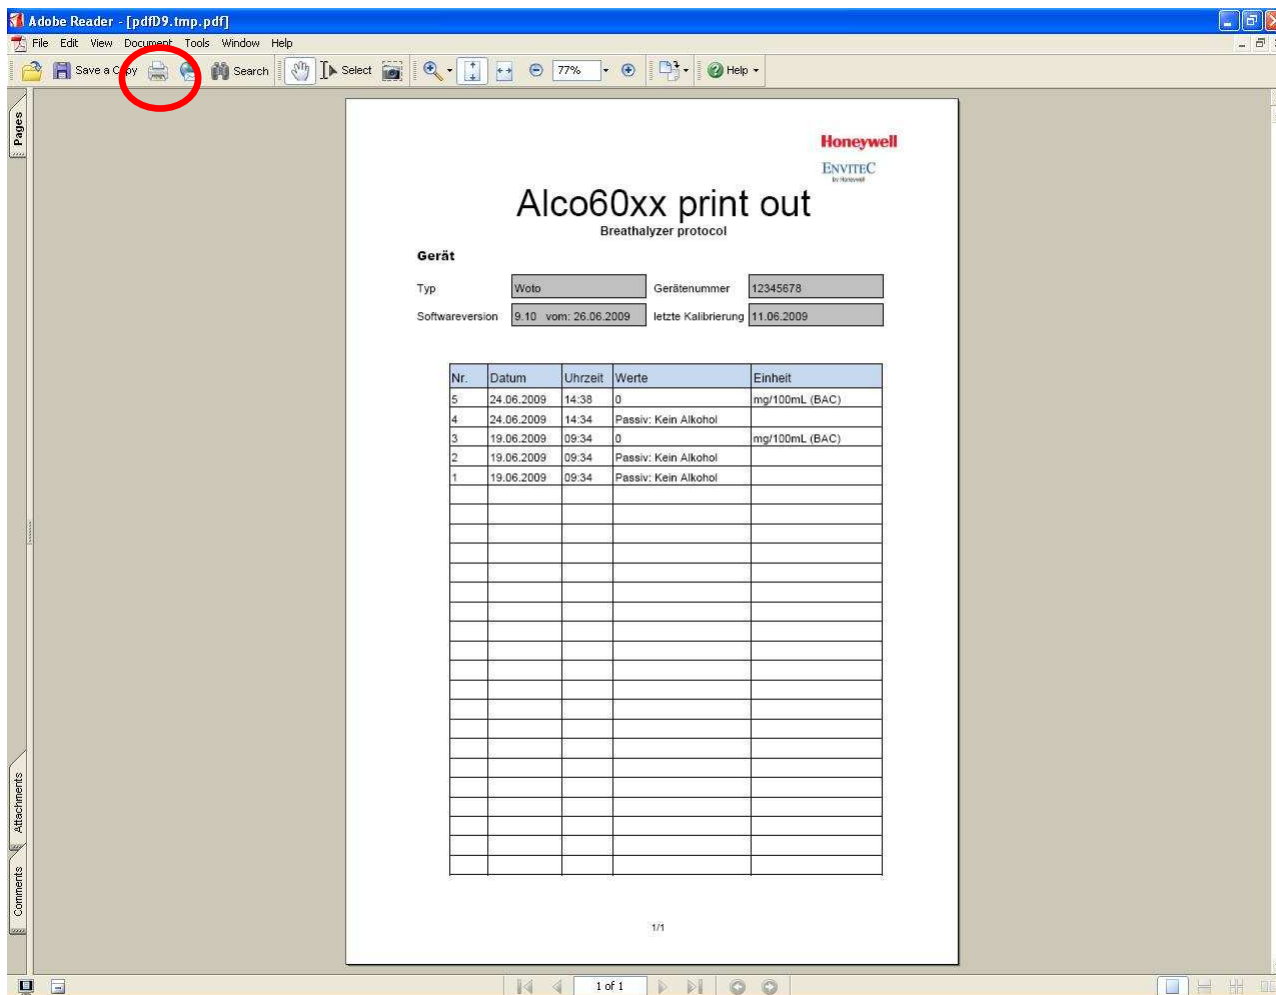 Adobe Reader - [pdfD9.tmp.pdf]
File Edit View Document Tools Window Help
Save a Copy Search Select 77% Help
Pages
Honeywell
ENVITEC
by Honeywell
Alco60xx print out
Breathalyzer protocol
Gerät
Typ Woto Gerätenummer 12345678
Softwareversion 9.10 vom: 26.06.2009 letzte Kalibrierung 11.06.2009
Nr. Datum Uhrzeit Werte Einheit
5 24.06.2009 14:38 0 mg/100mL (BAC)
4 24.06.2009 14:34 Passiv: Kein Alkohol
3 19.06.2009 09:34 0 mg/100mL (BAC)
2 19.06.2009 09:34 Passiv: Kein Alkohol
1 19.06.2009 09:34 Passiv: Kein Alkohol
Attachments
Comments
1/1
1 of 1